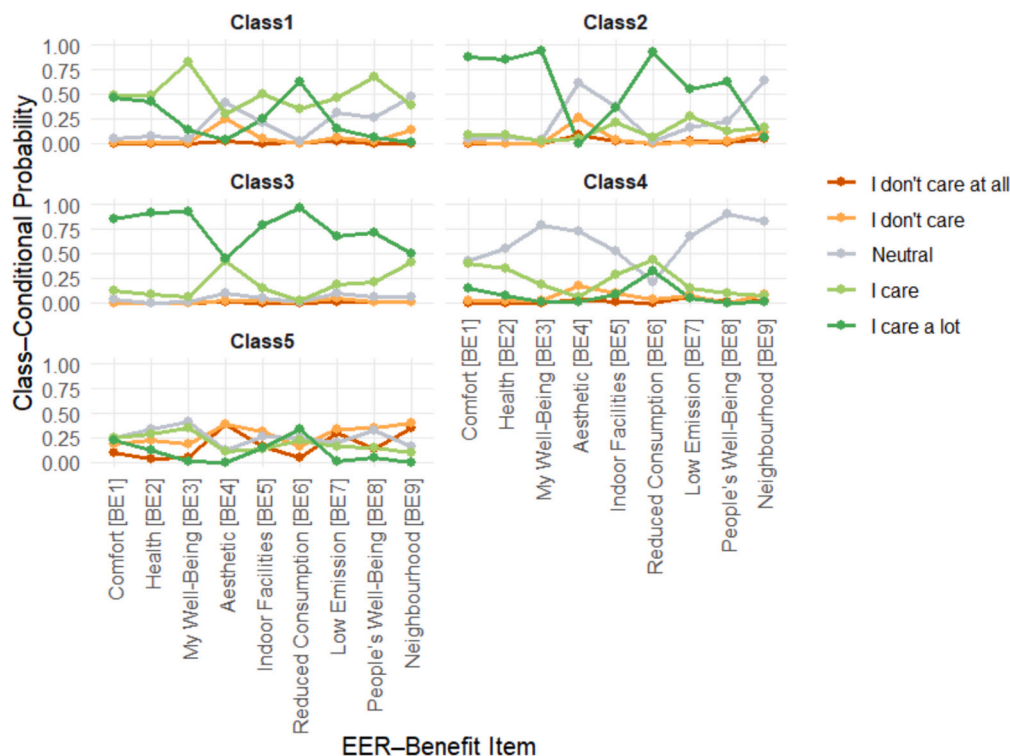 Class1
Class2
1.00
0.75
0.50
0.25
0.00
Class3
Class4
1.00
0.75
0.50
0.25
0.00
Class5
1.00
0.75
0.50
0.25
0.00
Class–Conditional Probability
Comfort [BE1]
Health [BE2]
My Well-Being [BE3]
Aesthetic [BE4]
Indoor Facilities [BE5]
Reduced Consumption [BE6]
Low Emission [BE7]
People's Well-Being [BE8]
Neighbourhood [BE9]
Comfort [BE1]
Health [BE2]
My Well-Being [BE3]
Aesthetic [BE4]
Indoor Facilities [BE5]
Reduced Consumption [BE6]
Low Emission [BE7]
People's Well-Being [BE8]
Neighbourhood [BE9]
EER–Benefit Item
I don't care at all
I don't care
Neutral
I care
I care a lot